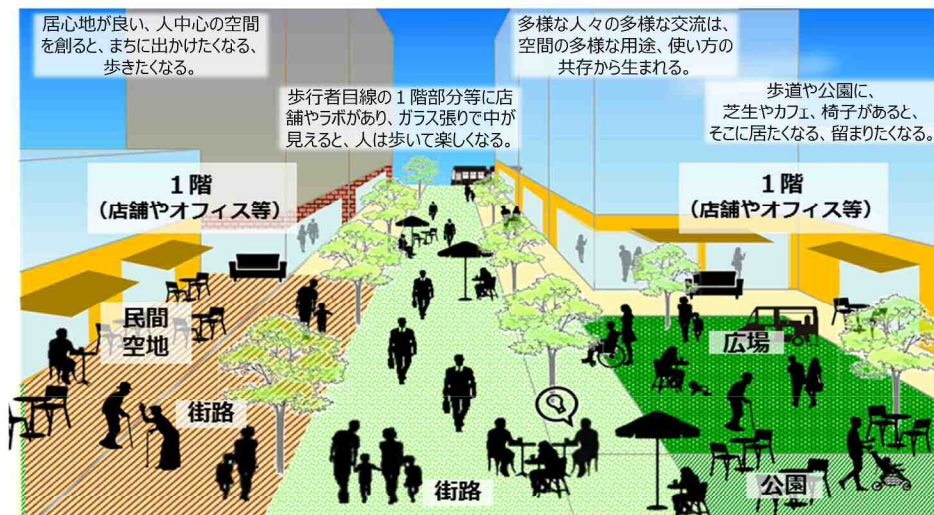 居心地が良い、人中心の空間
を創ると、まちに出かけたくなる、
歩きたくなる。
多様な人々の多様な交流は、
空間の多様な用途、使い方の
共存から生まれる。
歩行者目線の1階部分等に店
舗やラボがあり、ガラス張りで中が
見えると、人は歩いて楽しくなる。
歩道や公園に、
芝生やカフェ、椅子があると、
そこに居たくなる、留まりたくなる。
1階
(店舗やオフィス等)
1階
(店舗やオフィス等)
民間
空地
広場
街路
街路
公園